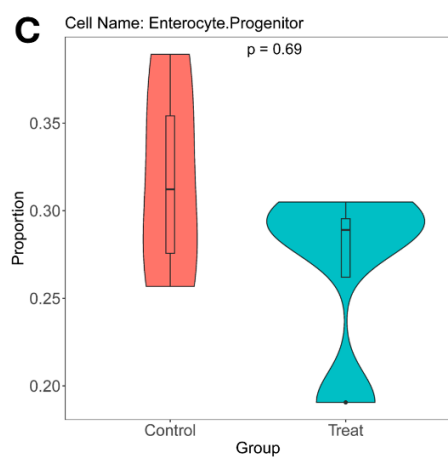 C
Cell Name: Enterocyte.Progenitor
p = 0.69
Proportion
0.35
0.30
0.25
0.20
Control
Treat
Group